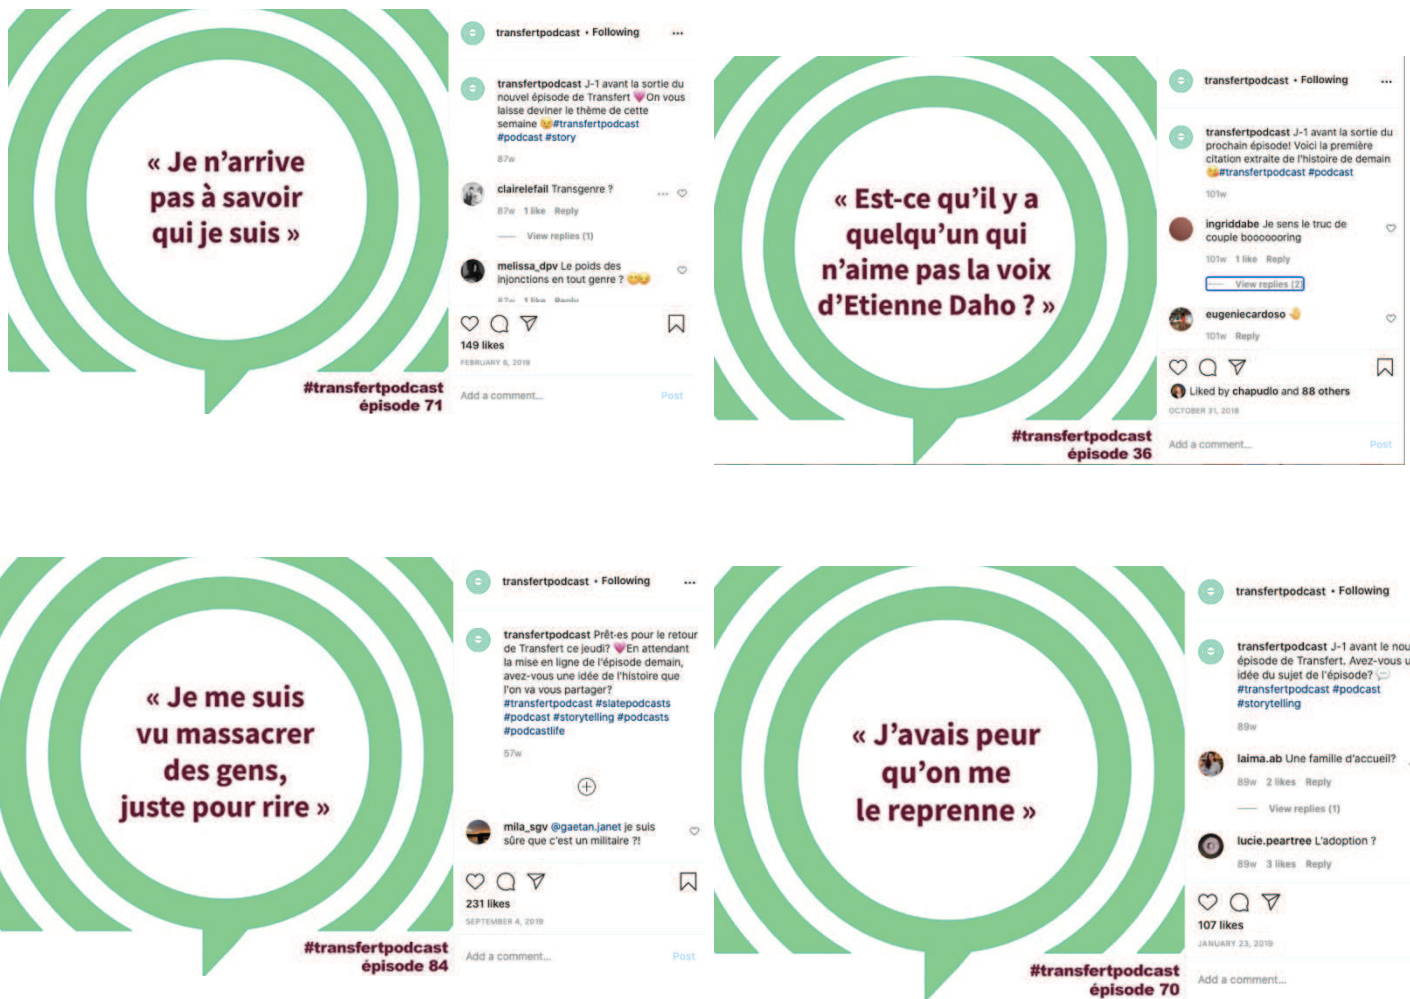 « Je n'arrive
pas à savoir
qui je suis »
#transfertpodcast
épisode 71
transfertpodcast • Following
transfertpodcast J-1 avant la sortie du
nouvel épisode de Transfert 💗On vous
laisse deviner le thème de cette
semaine 😉#transfertpodcast
#podcast #story
87w
clairelefail Transgenre ?
87w 1 like Reply
View replies (1)
melissa_dpv Le poids des
injonctions en tout genre ? 😊😏
87w 1 like Reply
149 likes
FEBRUARY 6, 2019
Add a comment... Post
« Est-ce qu'il y a
quelqu'un qui
n'aime pas la voix
d'Etienne Daho ? »
#transfertpodcast
épisode 36
transfertpodcast • Following
transfertpodcast J-1 avant la sortie du
prochain épisode! Voici la première
citation extraite de l'histoire de demain
😘#transfertpodcast #podcast
101w
ingriddabe Je sens le truc de
couple booooooring
101w 1 like Reply
View replies (2)
eugeniecardoso 🤚
101w Reply
Liked by chapudlo and 88 others
OCTOBER 31, 2018
Add a comment... Post
« Je me suis
vu massacrer
des gens,
juste pour rire »
#transfertpodcast
épisode 84
transfertpodcast • Following
transfertpodcast Prêt·es pour le retour
de Transfert ce jeudi? 💗En attendant
la mise en ligne de l'épisode demain,
avez-vous une idée de l'histoire que
l'on va vous partager?
#transfertpodcast #slatepodcasts
#podcast #storytelling #podcasts
#podcastlife
57w
mila_sgv @gaetan.janet je suis
sûre que c'est un militaire ?!
231 likes
SEPTEMBER 4, 2019
Add a comment... Post
« J'avais peur
qu'on me
le reprenne »
#transfertpodcast
épisode 70
transfertpodcast • Following
transfertpodcast J-1 avant le nou
épisode de Transfert. Avez-vous u
idée du sujet de l'épisode? 💬
#transfertpodcast #podcast
#storytelling
89w
laima.ab Une famille d'accueil?
89w 2 likes Reply
View replies (1)
lucie.peartree L'adoption ?
89w 3 likes Reply
107 likes
JANUARY 23, 2019
Add a comment...